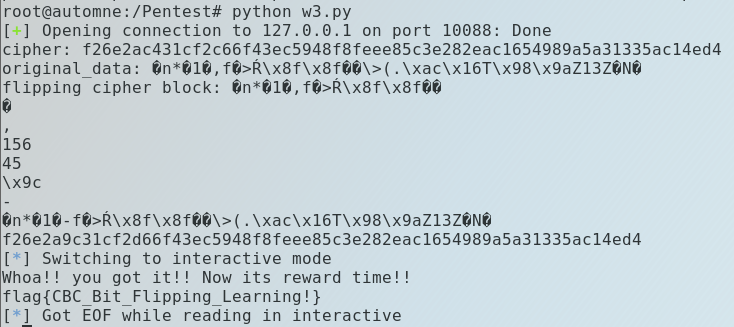 root@automne:/Pentest# python w3.py
[+] Opening connection to 127.0.0.1 on port 10088: Done
cipher: f26e2ac431cf2c66f43ec5948f8feee85c3e282eac1654989a5a31335ac14ed4
original_data: �n*�1�,f�>Ŕ\x8f\x8f��\>(.\xac\x16T\x98\x9aZ13Z�N�
flipping cipher block: �n*�1�,f�>Ŕ\x8f\x8f��
�
,
156
45
\x9c
-
�n*�1�-f�>Ŕ\x8f\x8f��\>(.\xac\x16T\x98\x9aZ13Z�N�
f26e2a9c31cf2d66f43ec5948f8feee85c3e282eac1654989a5a31335ac14ed4
[*] Switching to interactive mode
Whoa!! you got it!! Now its reward time!!
flag{CBC_Bit_Flipping_Learning!}
[*] Got EOF while reading in interactive